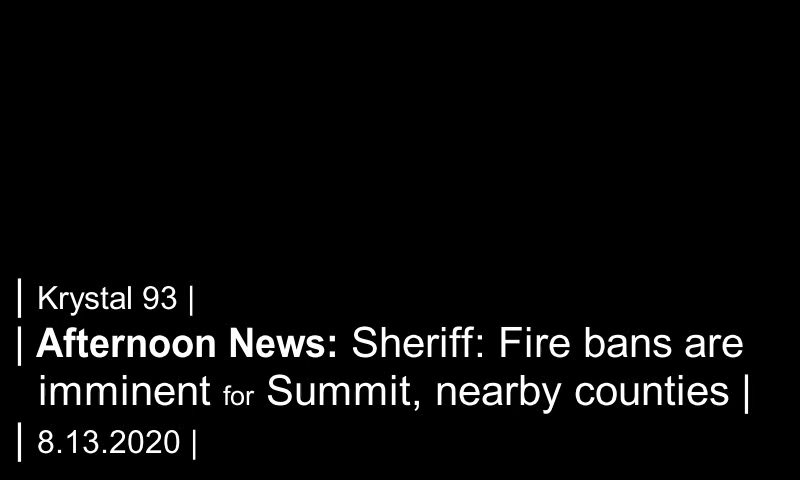 | Krystal 93 |
| Afternoon News: Sheriff: Fire bans are
imminent for Summit, nearby counties |
| 8.13.2020 |